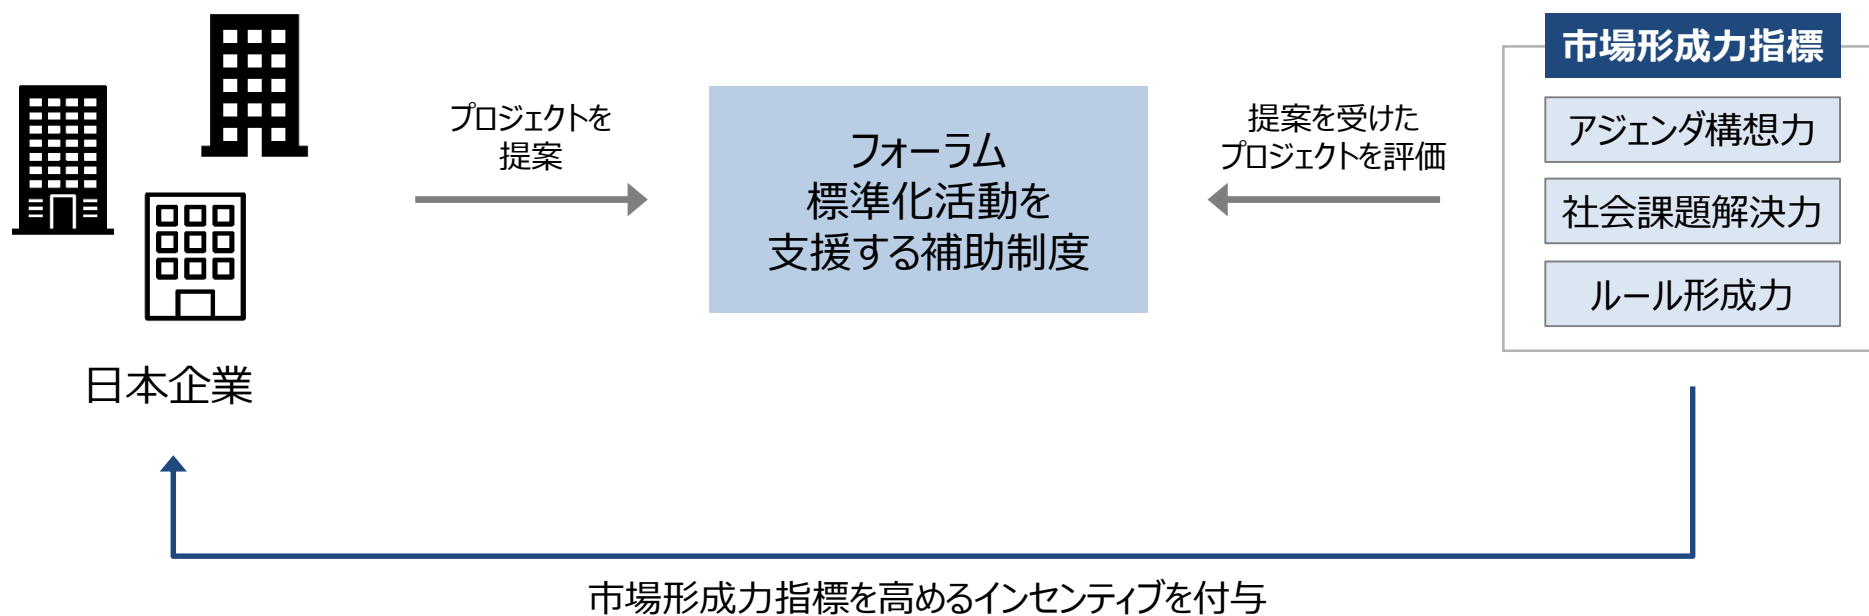 日本企業
プロジェクトを
提案
フォーラム
標準化活動を
支援する補助制度
提案を受けた
プロジェクトを評価
市場形成力指標
アジェンダ構想力
社会課題解決力
ルール形成力
市場形成力指標を高めるインセンティブを付与